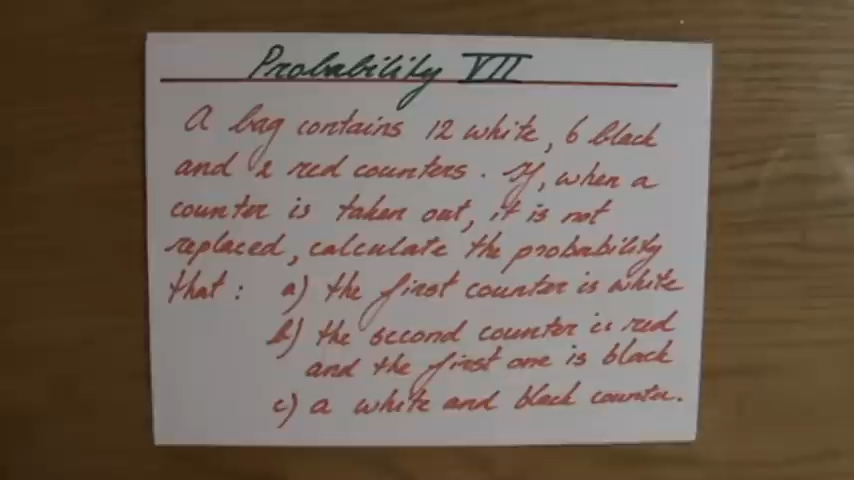 Probability VII
A bag contains 12 white, 6 black
and 2 red counters. If, when a
counter is taken out, it is not
replaced, calculate the probability
that: a) the first counter is white
b) the second counter is red
and the first one is black
c) a white and black counter.